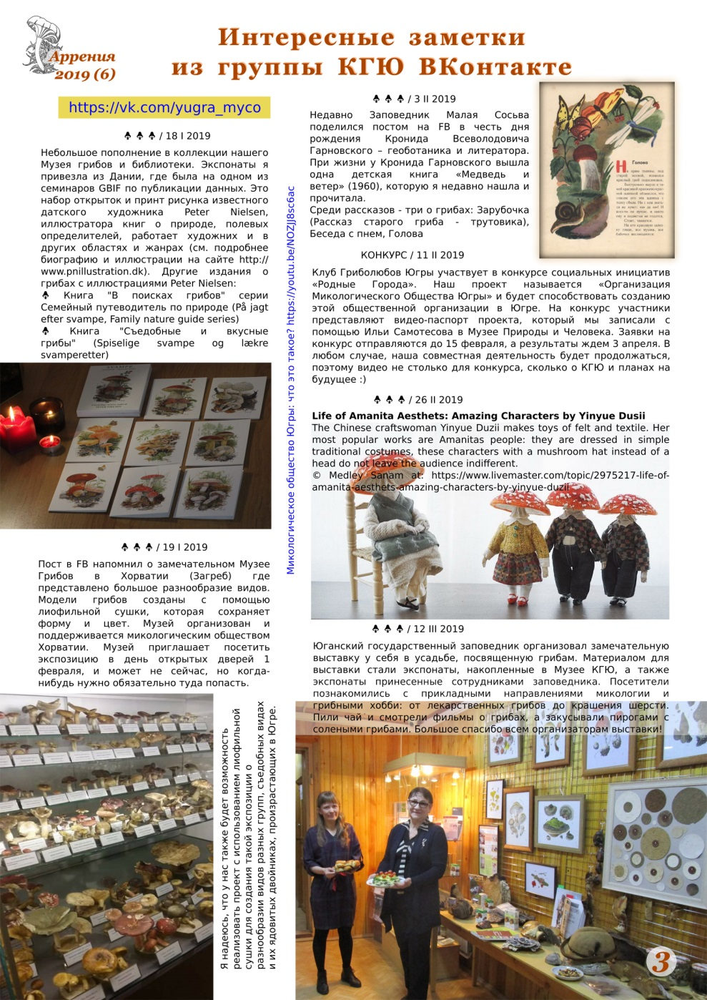 Аррения
2019 (6)
Интересные заметки
из группы КГЮ ВКонтакте
https://vk.com/yugra_myco
/ 18 I 2019
Небольшое пополнение в коллекции нашего
Музея грибов и библиотеки. Экспонаты я
привезла из Дании, где была на одном из
семинаров GBIF по публикации данных. Это
набор открыток и принт рисунка известного
датского художника Peter Nielsen,
иллюстратора книг о природе, полевых
определителей, работает художних и в
других областях и жанрах (см. подробнее
биографию и иллюстрации на сайте http://
www.pnillustration.dk). Другие издания о
грибах с иллюстрациями Peter Nielsen:
Книга "В поисках грибов" серии
Семейный путеводитель по природе (På jagt
efter svampe, Family nature guide series)
Книга "Съедобные и вкусные
грибы" (Spiselige svampe og lækre
svamperetter)
/ 19 I 2019
Пост в FB напомнил о замечательном Музее
Грибов в Хорватии (Загреб) где
представлено большое разнообразие видов.
Модели грибов созданы с помощью
лиофильной сушки, которая сохраняет
форму и цвет. Музей организован и
поддерживается микологическим обществом
Хорватии. Музей приглашает посетить
экспозицию в день открытых дверей 1
февраля, и может не сейчас, но когда-
нибудь нужно обязательно туда попасть.
Я надеюсь, что у нас также будет возможность
реализовать проект с использованием лиофильной
сушки для создания такой экспозиции о
разнообразии видов разных групп, съедобных видах
и их ядовитых двойниках, произрастающих в Югре.
Микологическое общество Югры: что это такое? https://youtu.be/NOZJJ8sc6ac
/ 3 II 2019
Недавно Заповедник Малая Сосьва
поделился постом на FB в честь дня
рождения Кронида Всеволодовича
Гарновского – геоботаника и литератора.
При жизни у Кронида Гарновского вышла
одна детская книга «Медведь и
ветер» (1960), которую я недавно нашла и
прочитала.
Среди рассказов - три о грибах: Зарубочка
(Рассказ старого гриба - трутовика),
Беседа с пнем, Голова
Голова
КОНКУРС / 11 II 2019
Клуб Гриболюбов Югры участвует в конкурсе социальных инициатив
«Родные Города». Наш проект называется «Организация
Микологического Общества Югры» и будет способствовать созданию
этой общественной организации в Югре. На конкурс участники
представляют видео-паспорт проекта, который мы записали с
помощью Ильи Самотесова в Музее Природы и Человека. Заявки на
конкурс отправляются до 15 февраля, а результаты ждем 3 апреля. В
любом случае, наша совместная деятельность будет продолжаться,
поэтому видео не столько для конкурса, сколько о КГЮ и планах на
будущее :)
/ 26 II 2019
Life of Amanita Aesthets: Amazing Characters by Yinyue Dusii
The Chinese craftswoman Yinyue Duzii makes toys of felt and textile. Her
most popular works are Amanitas people: they are dressed in simple
traditional costumes, these characters with a mushroom hat instead of a
head do not leave the audience indifferent.
© Medley Sanam at: https://www.livemaster.com/topic/2975217-life-of-
amanita-aesthets-amazing-characters-by-yinyue-duzii
/ 12 III 2019
Юганский государственный заповедник организовал замечательную
выставку у себя в усадьбе, посвященную грибам. Материалом для
выставки стали экспонаты, накопленные в Музее КГЮ, а также
экспонаты принесенные сотрудниками заповедника. Посетители
познакомились с прикладными направлениями микологии и
грибными хобби: от лекарственных грибов до крашения шерсти.
Пили чай и смотрели фильмы о грибах, а закусывали пирогами с
солеными грибами. Большое спасибо всем организаторам выставки!
3